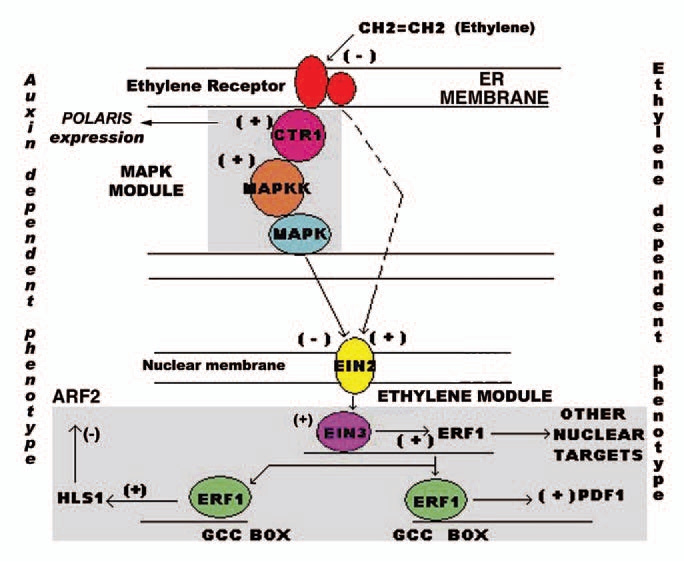 CH2=CH2 (Ethylene)
(-)
Ethylene Receptor
ER
MEMBRANE
Auxin dependent phenotype
Ethylene dependent phenotype
POLARIS
expression
(+)
CTR1
(+)
MAPK
MODULE
MAPKK
MAPK
(-)
(+)
Nuclear membrane
EIN2
ARF2
ETHYLENE MODULE
(+)
EIN3
(+)
ERF1
OTHER
NUCLEAR
TARGETS
(-)
HLS1
(+)
ERF1
ERF1
(+)PDF1
GCC BOX
GCC BOX